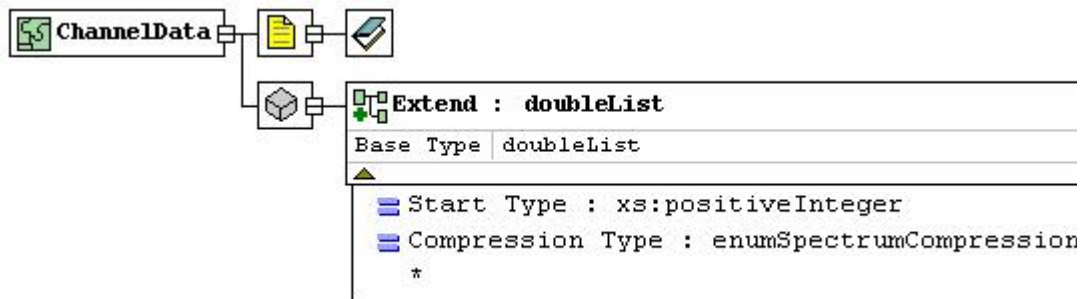 ChannelData
Extend : doubleList
Base Type doubleList
Start Type : xs:positiveInteger
Compression Type : enumSpectrumCompression
*